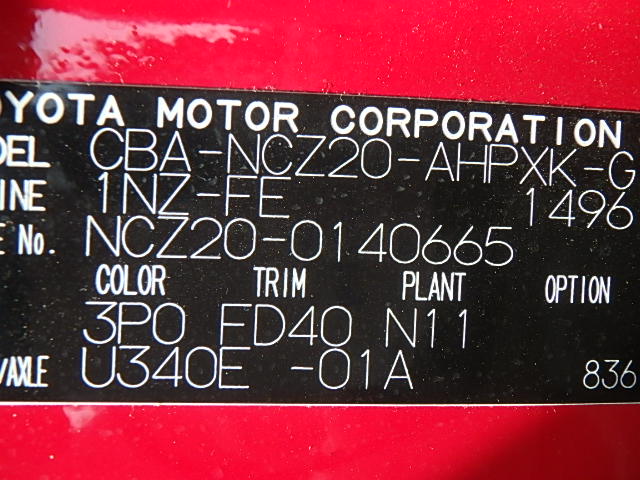 OYOTA MOTOR CORPORATION
DEL CBA-NCZ20-AHPXK-G
INE 1NZ-FE 1496
E No. NCZ20-0140665
COLOR TRIM PLANT OPTION
3P0 FD40 N11
/AXLE U340E -01A 836